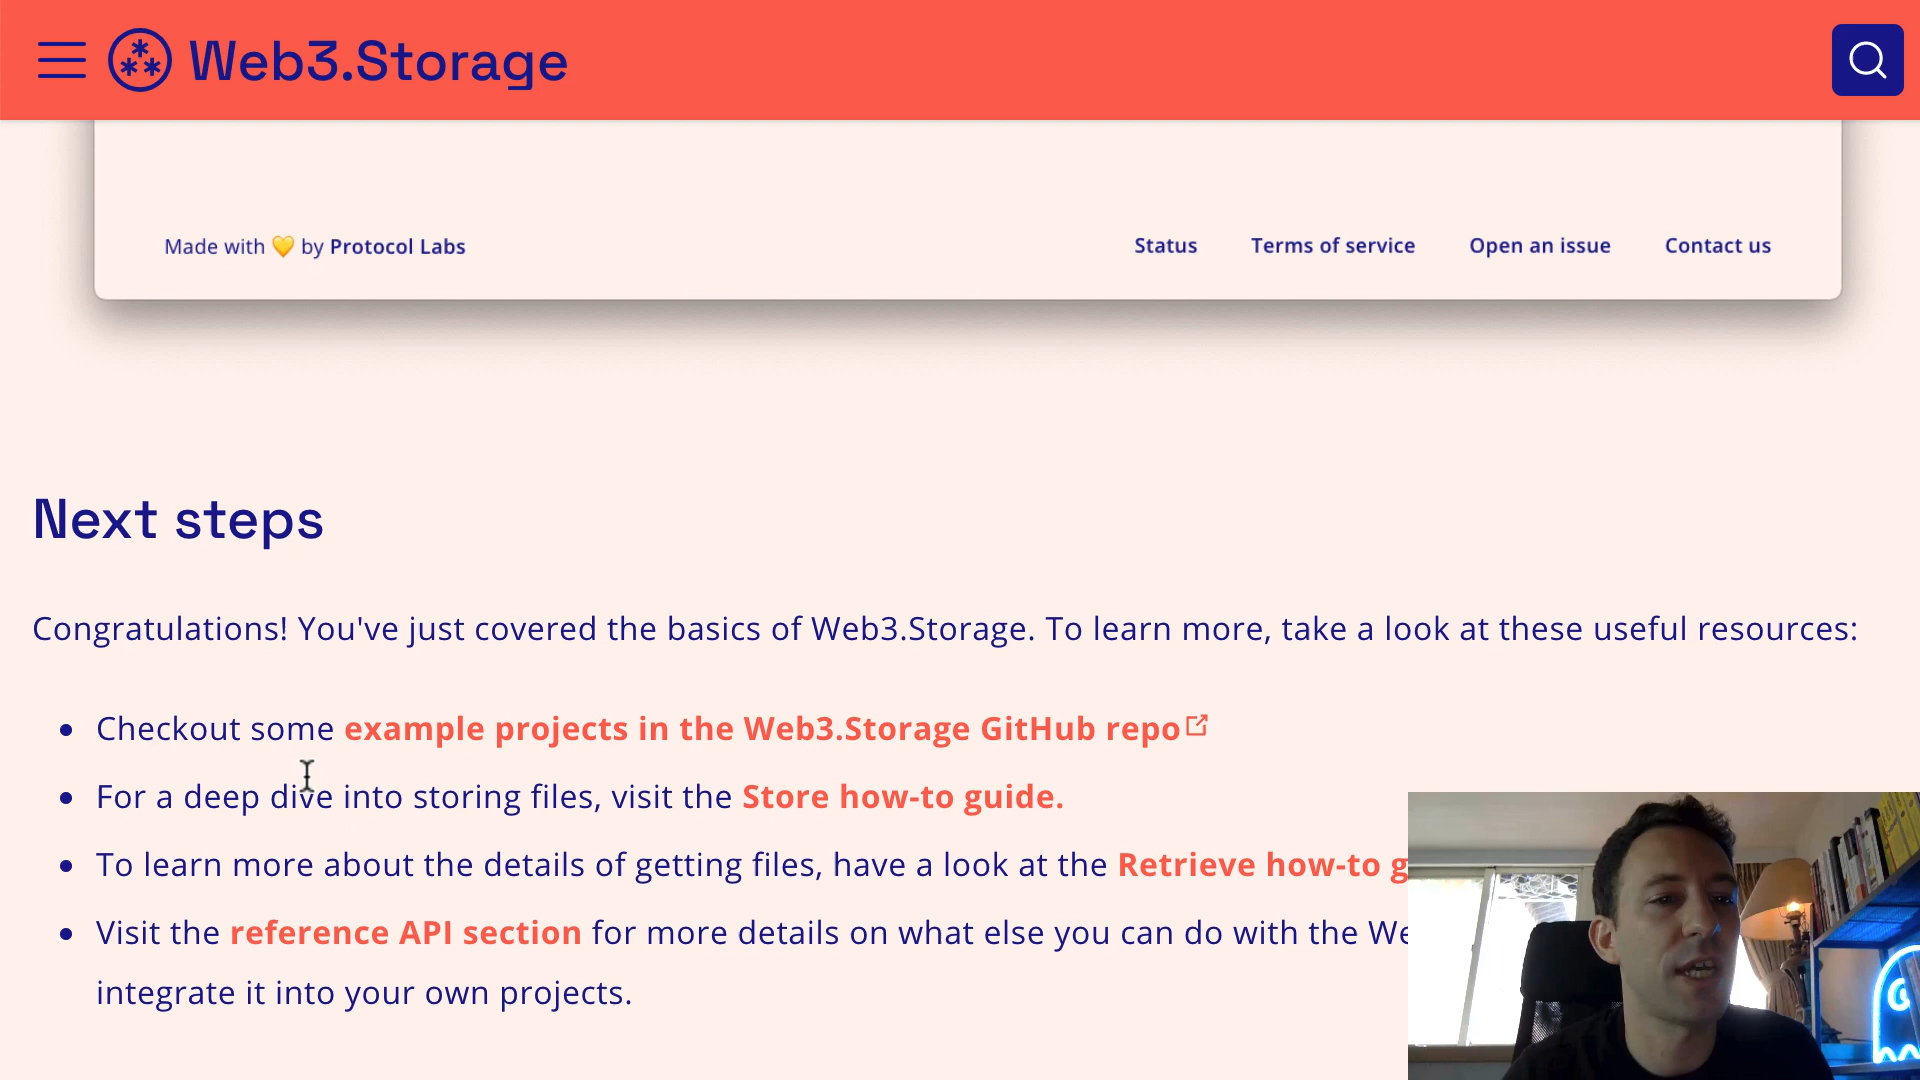 Web3.Storage
Made with 💛 by Protocol Labs
Status
Terms of service
Open an issue
Contact us
Next steps
Congratulations! You've just covered the basics of Web3.Storage. To learn more, take a look at these useful resources:
Checkout some example projects in the Web3.Storage GitHub repo
For a deep dive into storing files, visit the Store how-to guide.
To learn more about the details of getting files, have a look at the Retrieve how-to
Visit the reference API section for more details on what else you can do with the
integrate it into your own projects.